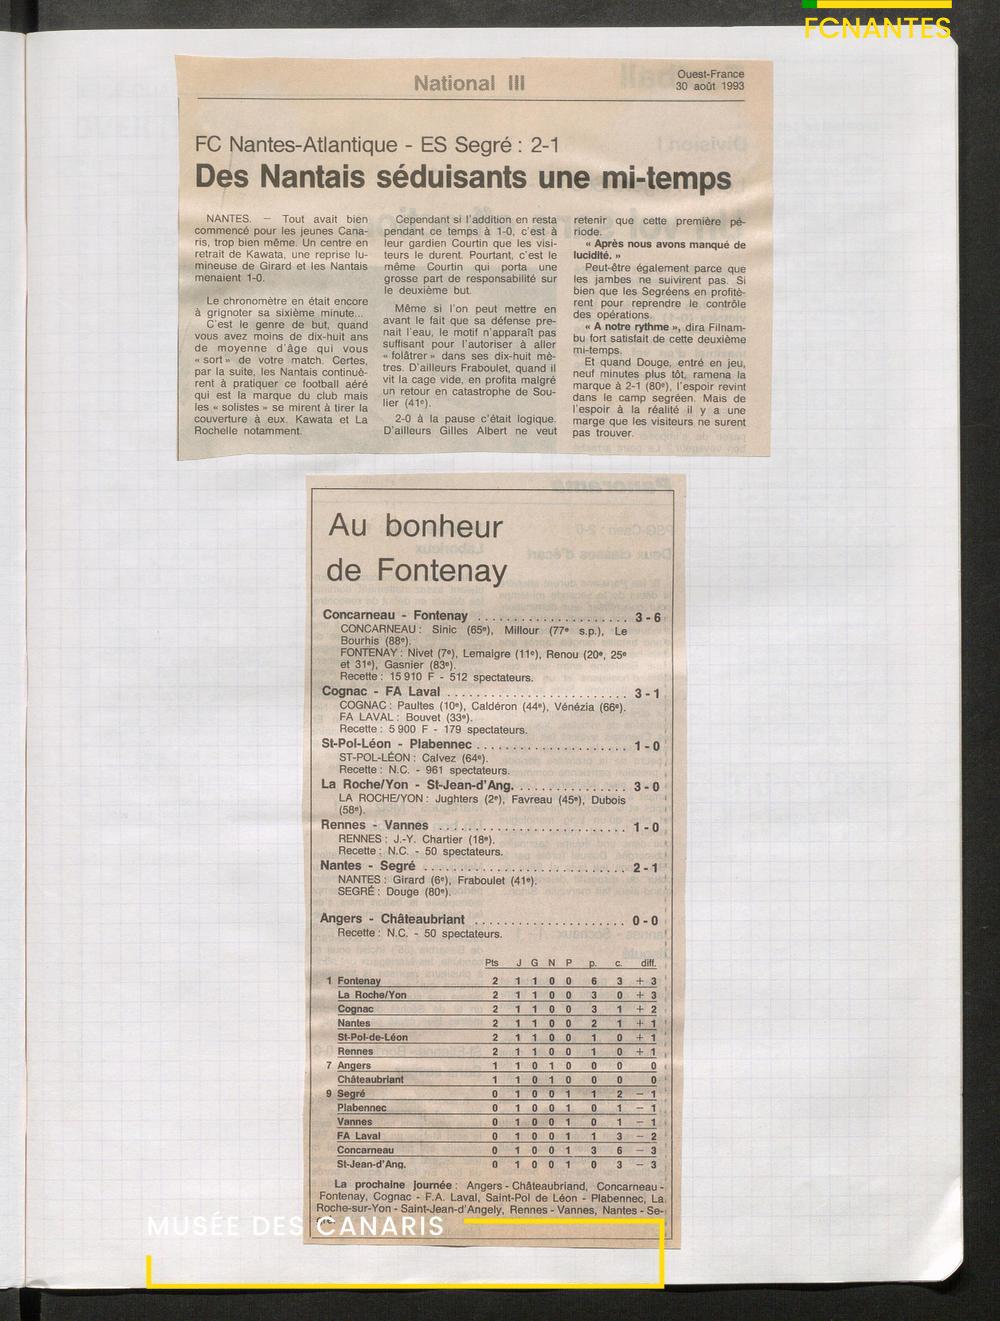 FCNANTES
National III
Ouest-France
30 août 1993
FC Nantes-Atlantique - ES Segré : 2-1
Des Nantais séduisants une mi-temps
NANTES. — Tout avait bien
commencé pour les jeunes Cana-
ris, trop bien même. Un centre en
retrait de Kawata, une reprise lu-
mineuse de Girard et les Nantais
menaient 1-0.
Le chronomètre en était encore
à grignoter sa sixième minute...
C'est le genre de but, quand
vous avez moins de dix-huit ans
de moyenne d'âge qui vous
« sort » de votre match. Certes,
par la suite, les Nantais continuè-
rent à pratiquer ce football aéré
qui est la marque du club mais
les « solistes » se mirent à tirer la
couverture à eux. Kawata et La
Rochelle notamment.
Cependant si l'addition en resta
pendant ce temps à 1-0, c'est à
leur gardien Courtin que les visi-
teurs le durent. Pourtant, c'est le
même Courtin qui porta une
grosse part de responsabilité sur
le deuxième but.
Même si l'on peut mettre en
avant le fait que sa défense pre-
nait l'eau, le motif n'apparaît pas
suffisant pour l'autoriser à aller
« folâtrer » dans ses dix-huit mè-
tres. D'ailleurs Fraboulet, quand il
vit la cage vide, en profita malgré
un retour en catastrophe de Sou-
lier (41e).
2-0 à la pause c'était logique.
D'ailleurs Gilles Albert ne veut
retenir que cette première pé-
riode.
« Après nous avons manqué de
lucidité. »
Peut-être également parce que
les jambes ne suivirent pas. Si
bien que les Segréens en profitè-
rent pour reprendre le contrôle
des opérations.
« A notre rythme », dira Filnam-
bu fort satisfait de cette deuxième
mi-temps.
Et quand Douge, entré en jeu,
neuf minutes plus tôt, ramena la
marque à 2-1 (80e), l'espoir revint
dans le camp segréen. Mais de
l'espoir à la réalité il y a une
marge que les visiteurs ne surent
pas trouver.
Au bonheur
de Fontenay
Concarneau - Fontenay ..................... 3 - 6
CONCARNEAU : Sinic (65e), Millour (77e s.p.), Le
Bourhis (88e).
FONTENAY : Nivet (7e), Lemaigre (11e), Renou (20e, 25e
et 31e), Gasnier (83e).
Recette : 15 910 F - 512 spectateurs.
Cognac - FA Laval ......................... 3 - 1
COGNAC : Paultes (10e), Caldéron (44e), Vénézia (66e).
FA LAVAL : Bouvet (33e).
Recette : 5 900 F - 179 spectateurs.
St-Pol-Léon - Plabennec .................... 1 - 0
ST-POL-LÉON : Calvez (64e).
Recette : N.C. - 961 spectateurs.
La Roche/Yon - St-Jean-d'Ang. ............... 3 - 0
LA ROCHE/YON : Jughters (2e), Favreau (45e), Dubois
(58e).
Rennes - Vannes .......................... 1 - 0
RENNES : J.-Y. Chartier (18e).
Recette : N.C. - 50 spectateurs.
Nantes - Segré ............................ 2 - 1
NANTES : Girard (6e), Fraboulet (41e).
SEGRÉ : Douge (80e).
Angers - Châteaubriant ..................... 0 - 0
Recette : N.C. - 50 spectateurs.
Pts J G N P p. c. diff.
1 Fontenay 2 1 1 0 0 6 3 + 3
La Roche/Yon 2 1 1 0 0 3 0 + 3
Cognac 2 1 1 0 0 3 1 + 2
Nantes 2 1 1 0 0 2 1 + 1
St-Pol-de-Léon 2 1 1 0 0 1 0 + 1
Rennes 2 1 1 0 0 1 0 + 1
7 Angers 1 1 0 1 0 0 0 0
Châteaubriant 1 1 0 1 0 0 0 0
9 Segré 0 1 0 0 1 1 2 − 1
Plabennec 0 1 0 0 1 0 1 − 1
Vannes 0 1 0 0 1 0 1 − 1
FA Laval 0 1 0 0 1 1 3 − 2
Concarneau 0 1 0 0 1 3 6 − 3
St-Jean-d'Ang. 0 1 0 0 1 0 3 − 3
La prochaine journée : Angers - Châteaubriand, Concarneau -
Fontenay, Cognac - F.A. Laval, Saint-Pol de Léon - Plabennec, La
Roche-sur-Yon - Saint-Jean-d'Angely, Rennes - Vannes, Nantes - Se-
MUSÉE DES CANARIS